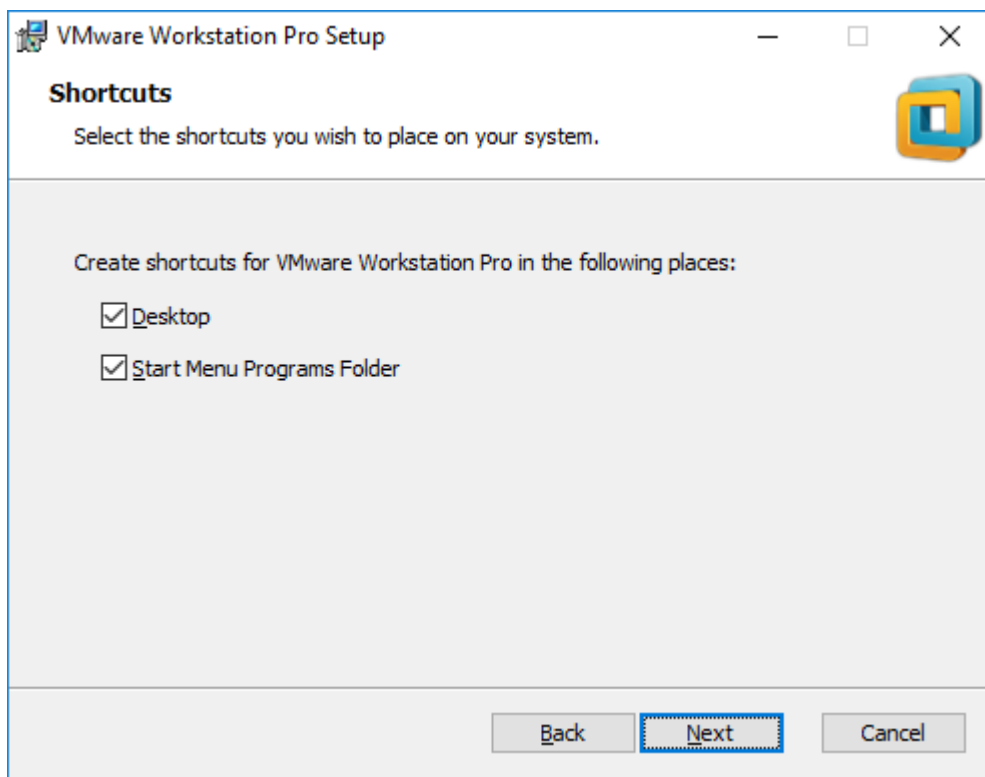 VMware Workstation Pro Setup
Shortcuts
Select the shortcuts you wish to place on your system.
Create shortcuts for VMware Workstation Pro in the following places:
Desktop
Start Menu Programs Folder
Back Next Cancel